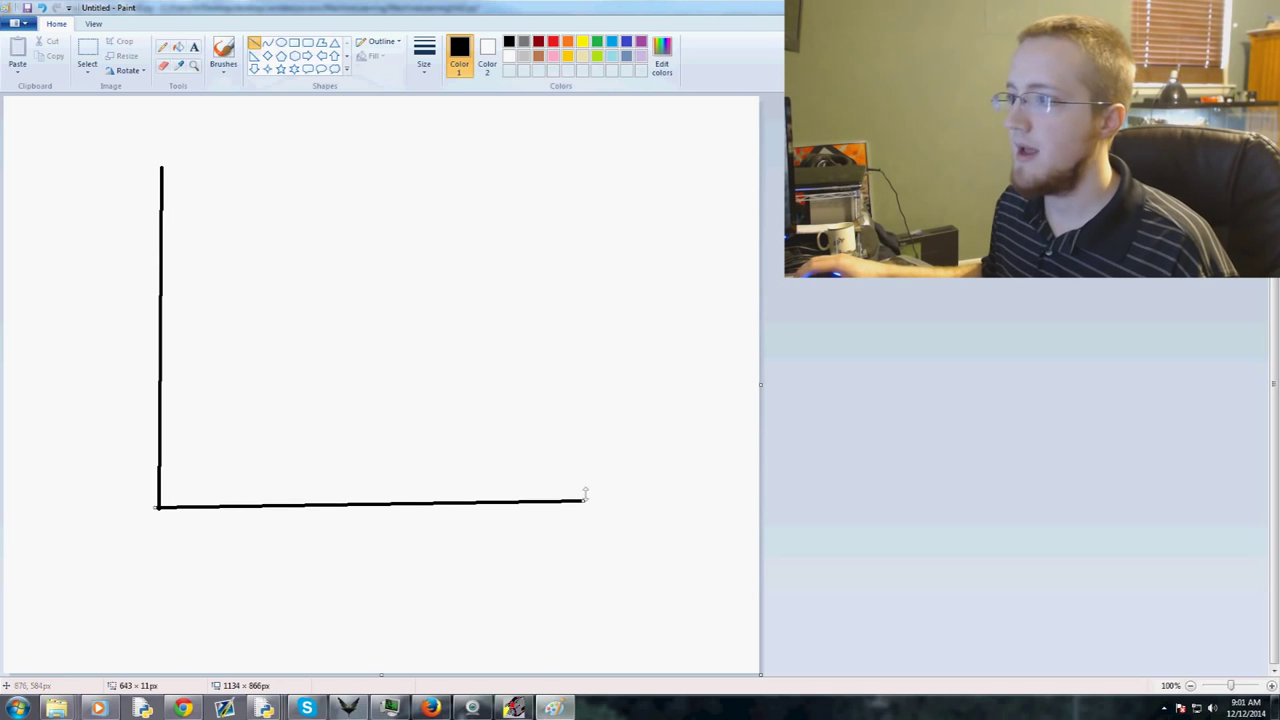 Untitled - Paint
Home View
Paste
Cut
Copy
Clipboard
Select
Crop
Resize
Rotate
Image
A
Tools
Brushes
Outline
Fill
Shapes
Size
Color
1
Color
2
Colors
Edit
colors
876, 584px
643 × 11px
1134 × 866px
100%
S
9:01 AM
12/12/2014